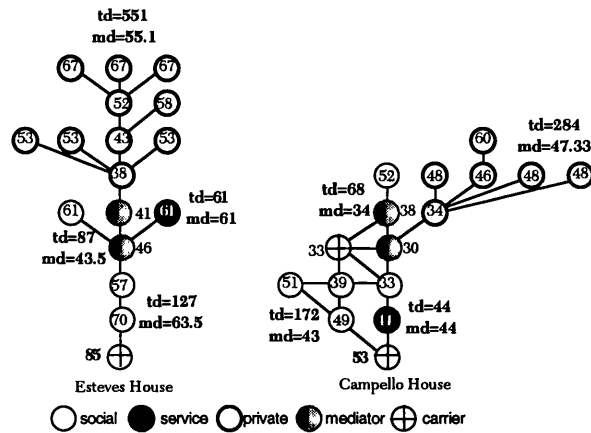 td=551
md=55.1
67 67 67
52 58
43
53 53 53
38
61 41 61 td=61
md=61
td=87
md=43.5 46
57
70 td=127
md=63.5
85
Esteves House
60
td=284
md=47.33
52 48 46 48 48
td=68
md=34 38 34
33 30
51 39 33
td=172
md=43 49 44 td=44
md=44
53
Campello House
social service private mediator carrier